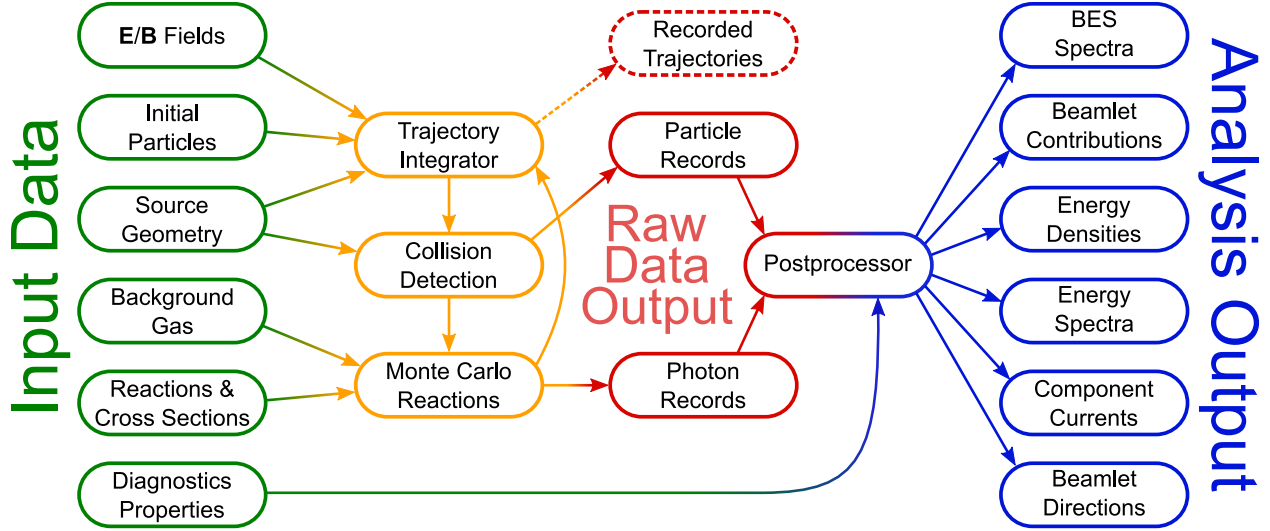 Input Data
E/B Fields
Initial
Particles
Source
Geometry
Background
Gas
Reactions &
Cross Sections
Diagnostics
Properties
Trajectory
Integrator
Collision
Detection
Monte Carlo
Reactions
Recorded
Trajectories
Particle
Records
Raw
Data
Output
Photon
Records
Postprocessor
BES
Spectra
Beamlet
Contributions
Energy
Densities
Energy
Spectra
Component
Currents
Beamlet
Directions
Analysis Output